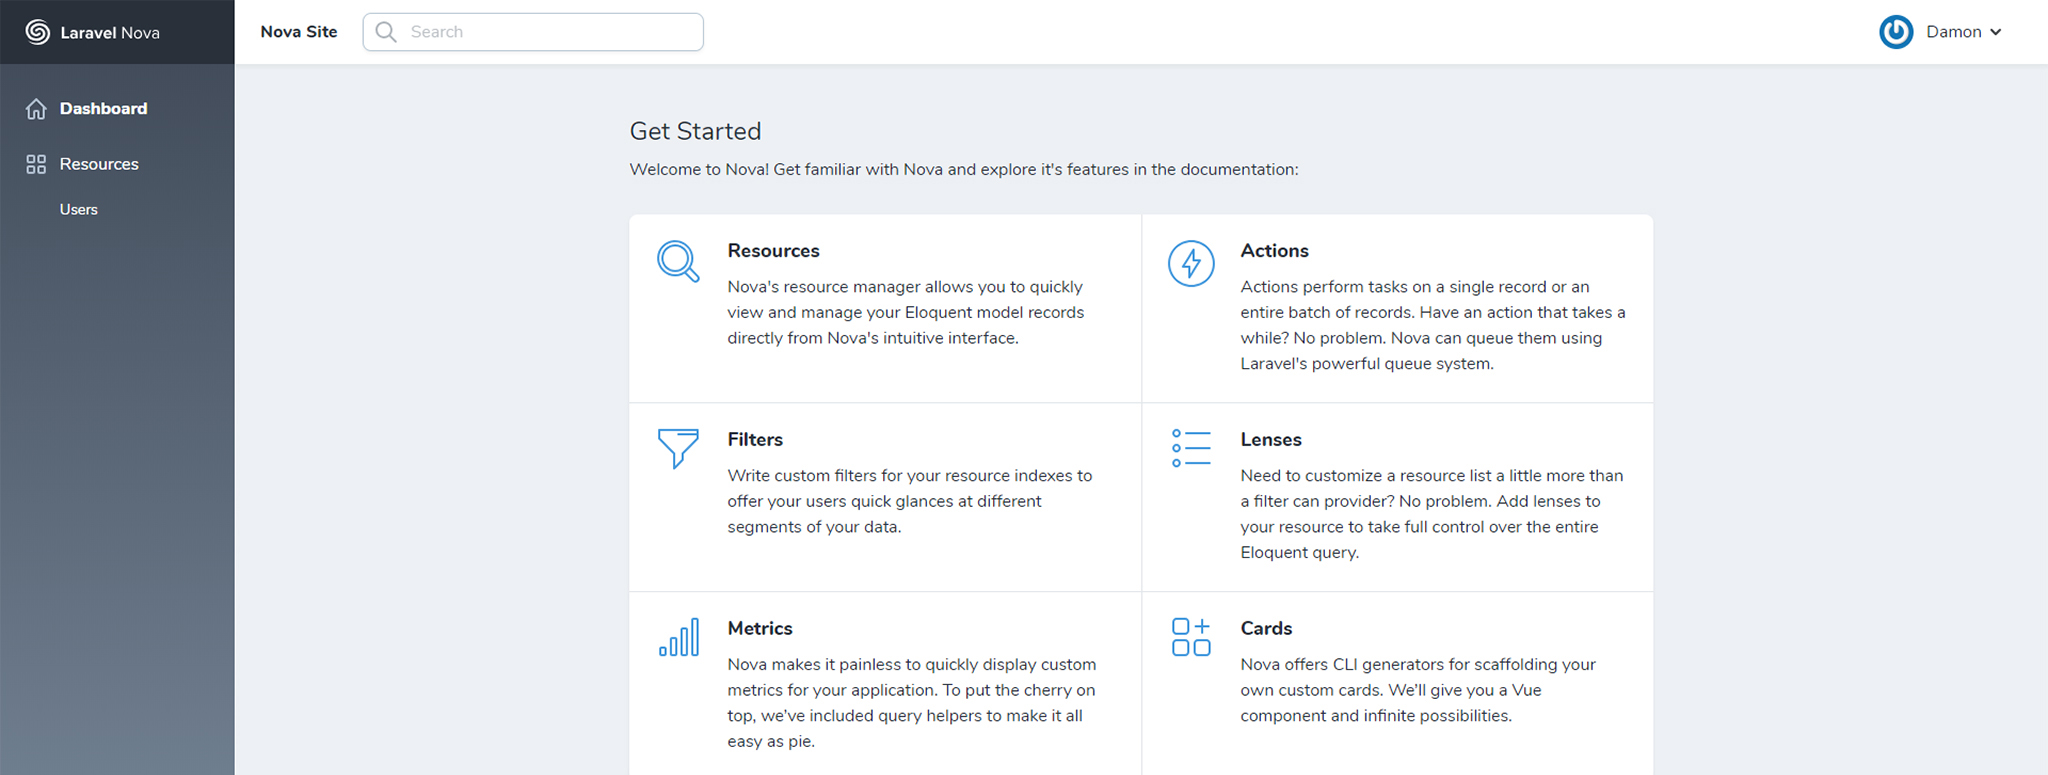 Laravel Nova
Nova Site
Search
Damon
Dashboard
Resources
Users
Get Started
Welcome to Nova! Get familiar with Nova and explore it's features in the documentation:
Resources
Nova's resource manager allows you to quickly
view and manage your Eloquent model records
directly from Nova's intuitive interface.
Actions
Actions perform tasks on a single record or an
entire batch of records. Have an action that takes a
while? No problem. Nova can queue them using
Laravel's powerful queue system.
Filters
Write custom filters for your resource indexes to
offer your users quick glances at different
segments of your data.
Lenses
Need to customize a resource list a little more than
a filter can provider? No problem. Add lenses to
your resource to take full control over the entire
Eloquent query.
Metrics
Nova makes it painless to quickly display custom
metrics for your application. To put the cherry on
top, we’ve included query helpers to make it all
easy as pie.
Cards
Nova offers CLI generators for scaffolding your
own custom cards. We’ll give you a Vue
component and infinite possibilities.